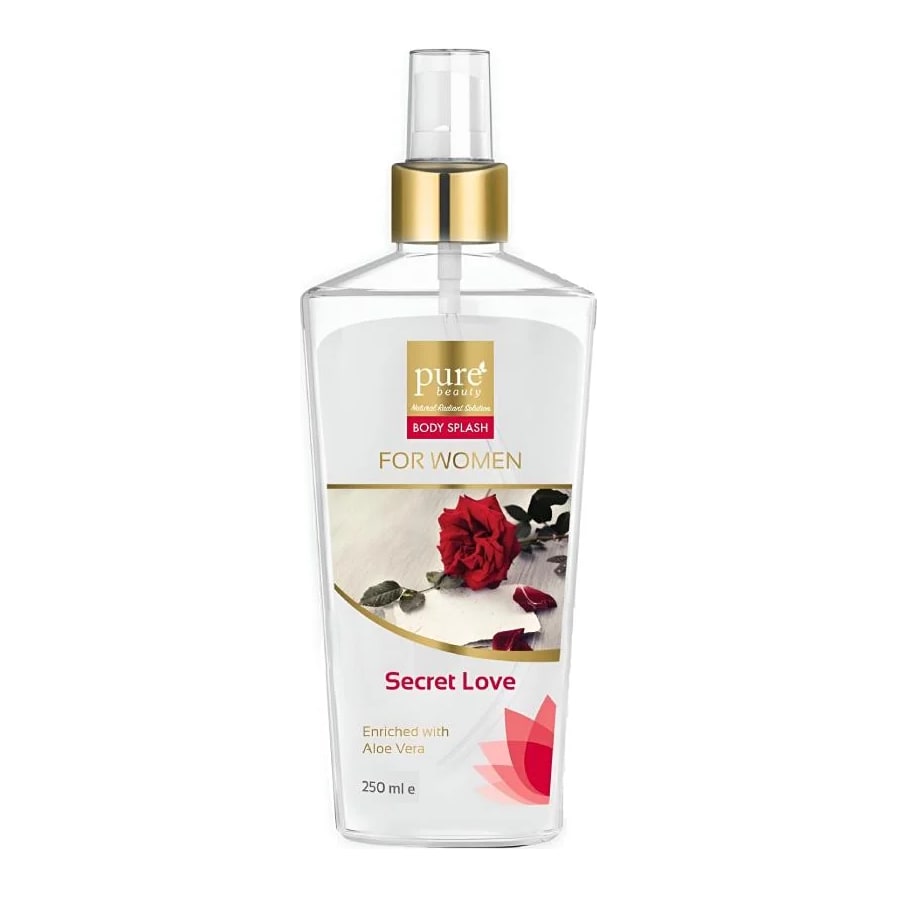 pure
beauty
Natural Radiant Solution
BODY SPLASH
FOR WOMEN
Secret Love
Enriched with
Aloe Vera
250 ml e